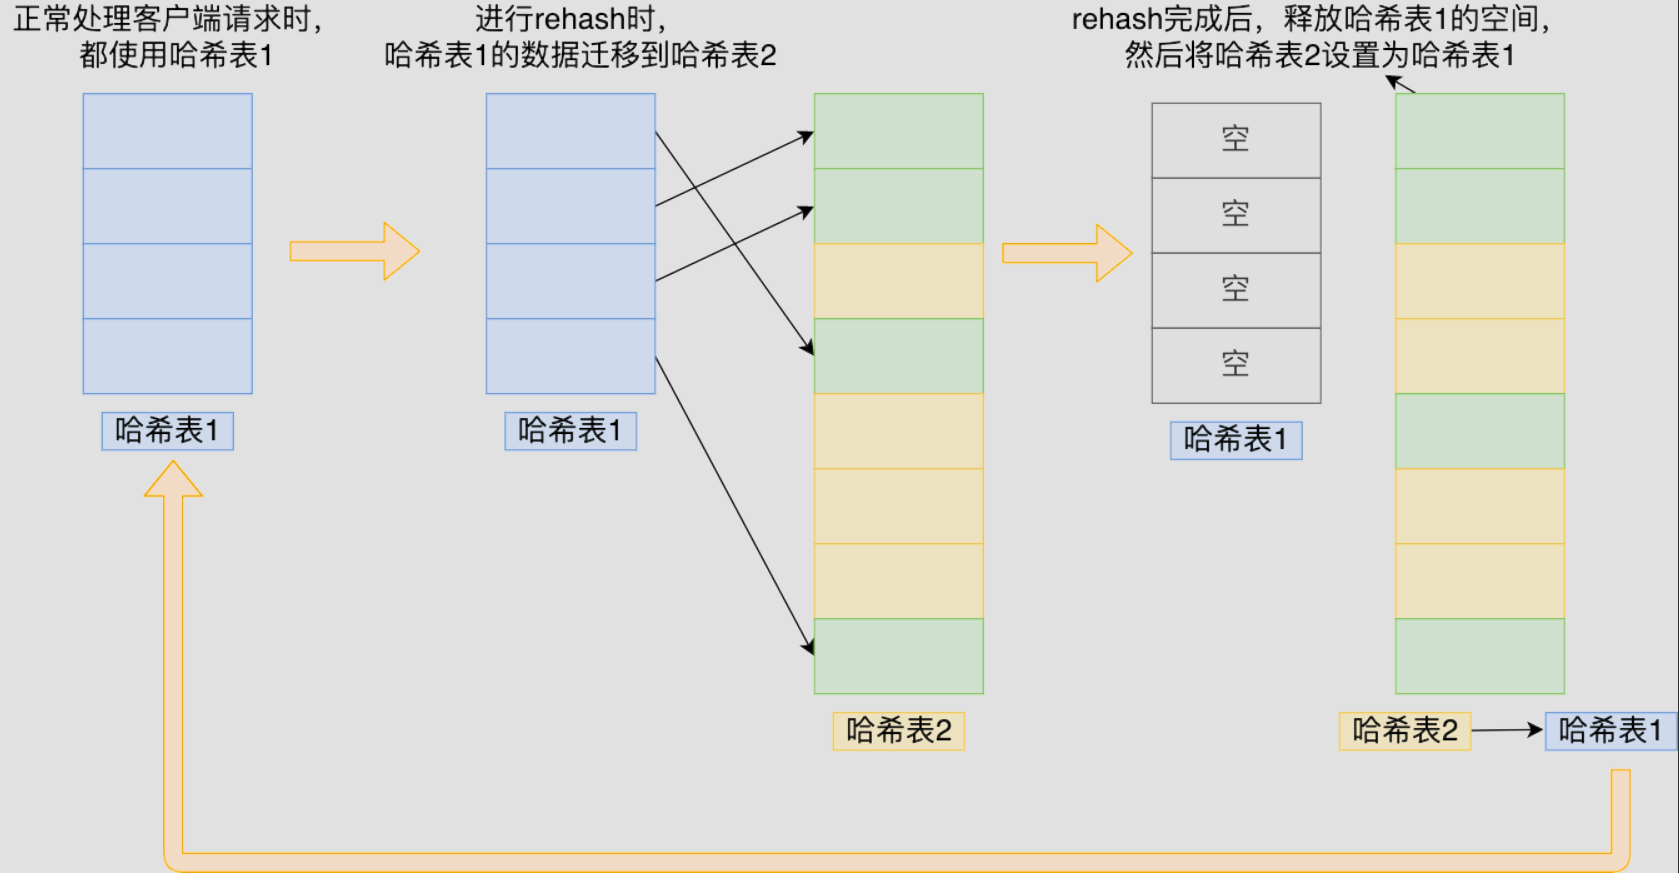 正常处理客户端请求时，
都使用哈希表1
进行rehash时，
哈希表1的数据迁移到哈希表2
rehash完成后，释放哈希表1的空间，
然后将哈希表2设置为哈希表1
空
空
空
空
哈希表1
哈希表1
哈希表1
哈希表2
哈希表2
哈希表1